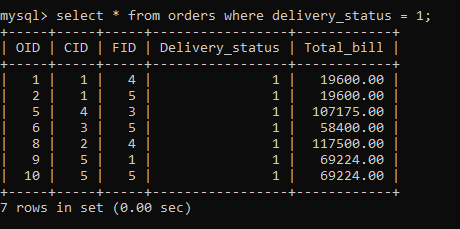 mysql> select * from orders where delivery_status = 1;
+-----+-----+-----+-----------------+------------+
| OID | CID | FID | Delivery_status | Total_bill |
+-----+-----+-----+-----------------+------------+
|   1 |   1 |   4 |               1 |   19600.00 |
|   2 |   1 |   5 |               1 |   19600.00 |
|   5 |   4 |   3 |               1 |  107175.00 |
|   6 |   3 |   5 |               1 |   58400.00 |
|   8 |   2 |   4 |               1 |  117500.00 |
|   9 |   5 |   1 |               1 |   69224.00 |
|  10 |   5 |   5 |               1 |   69224.00 |
+-----+-----+-----+-----------------+------------+
7 rows in set (0.00 sec)